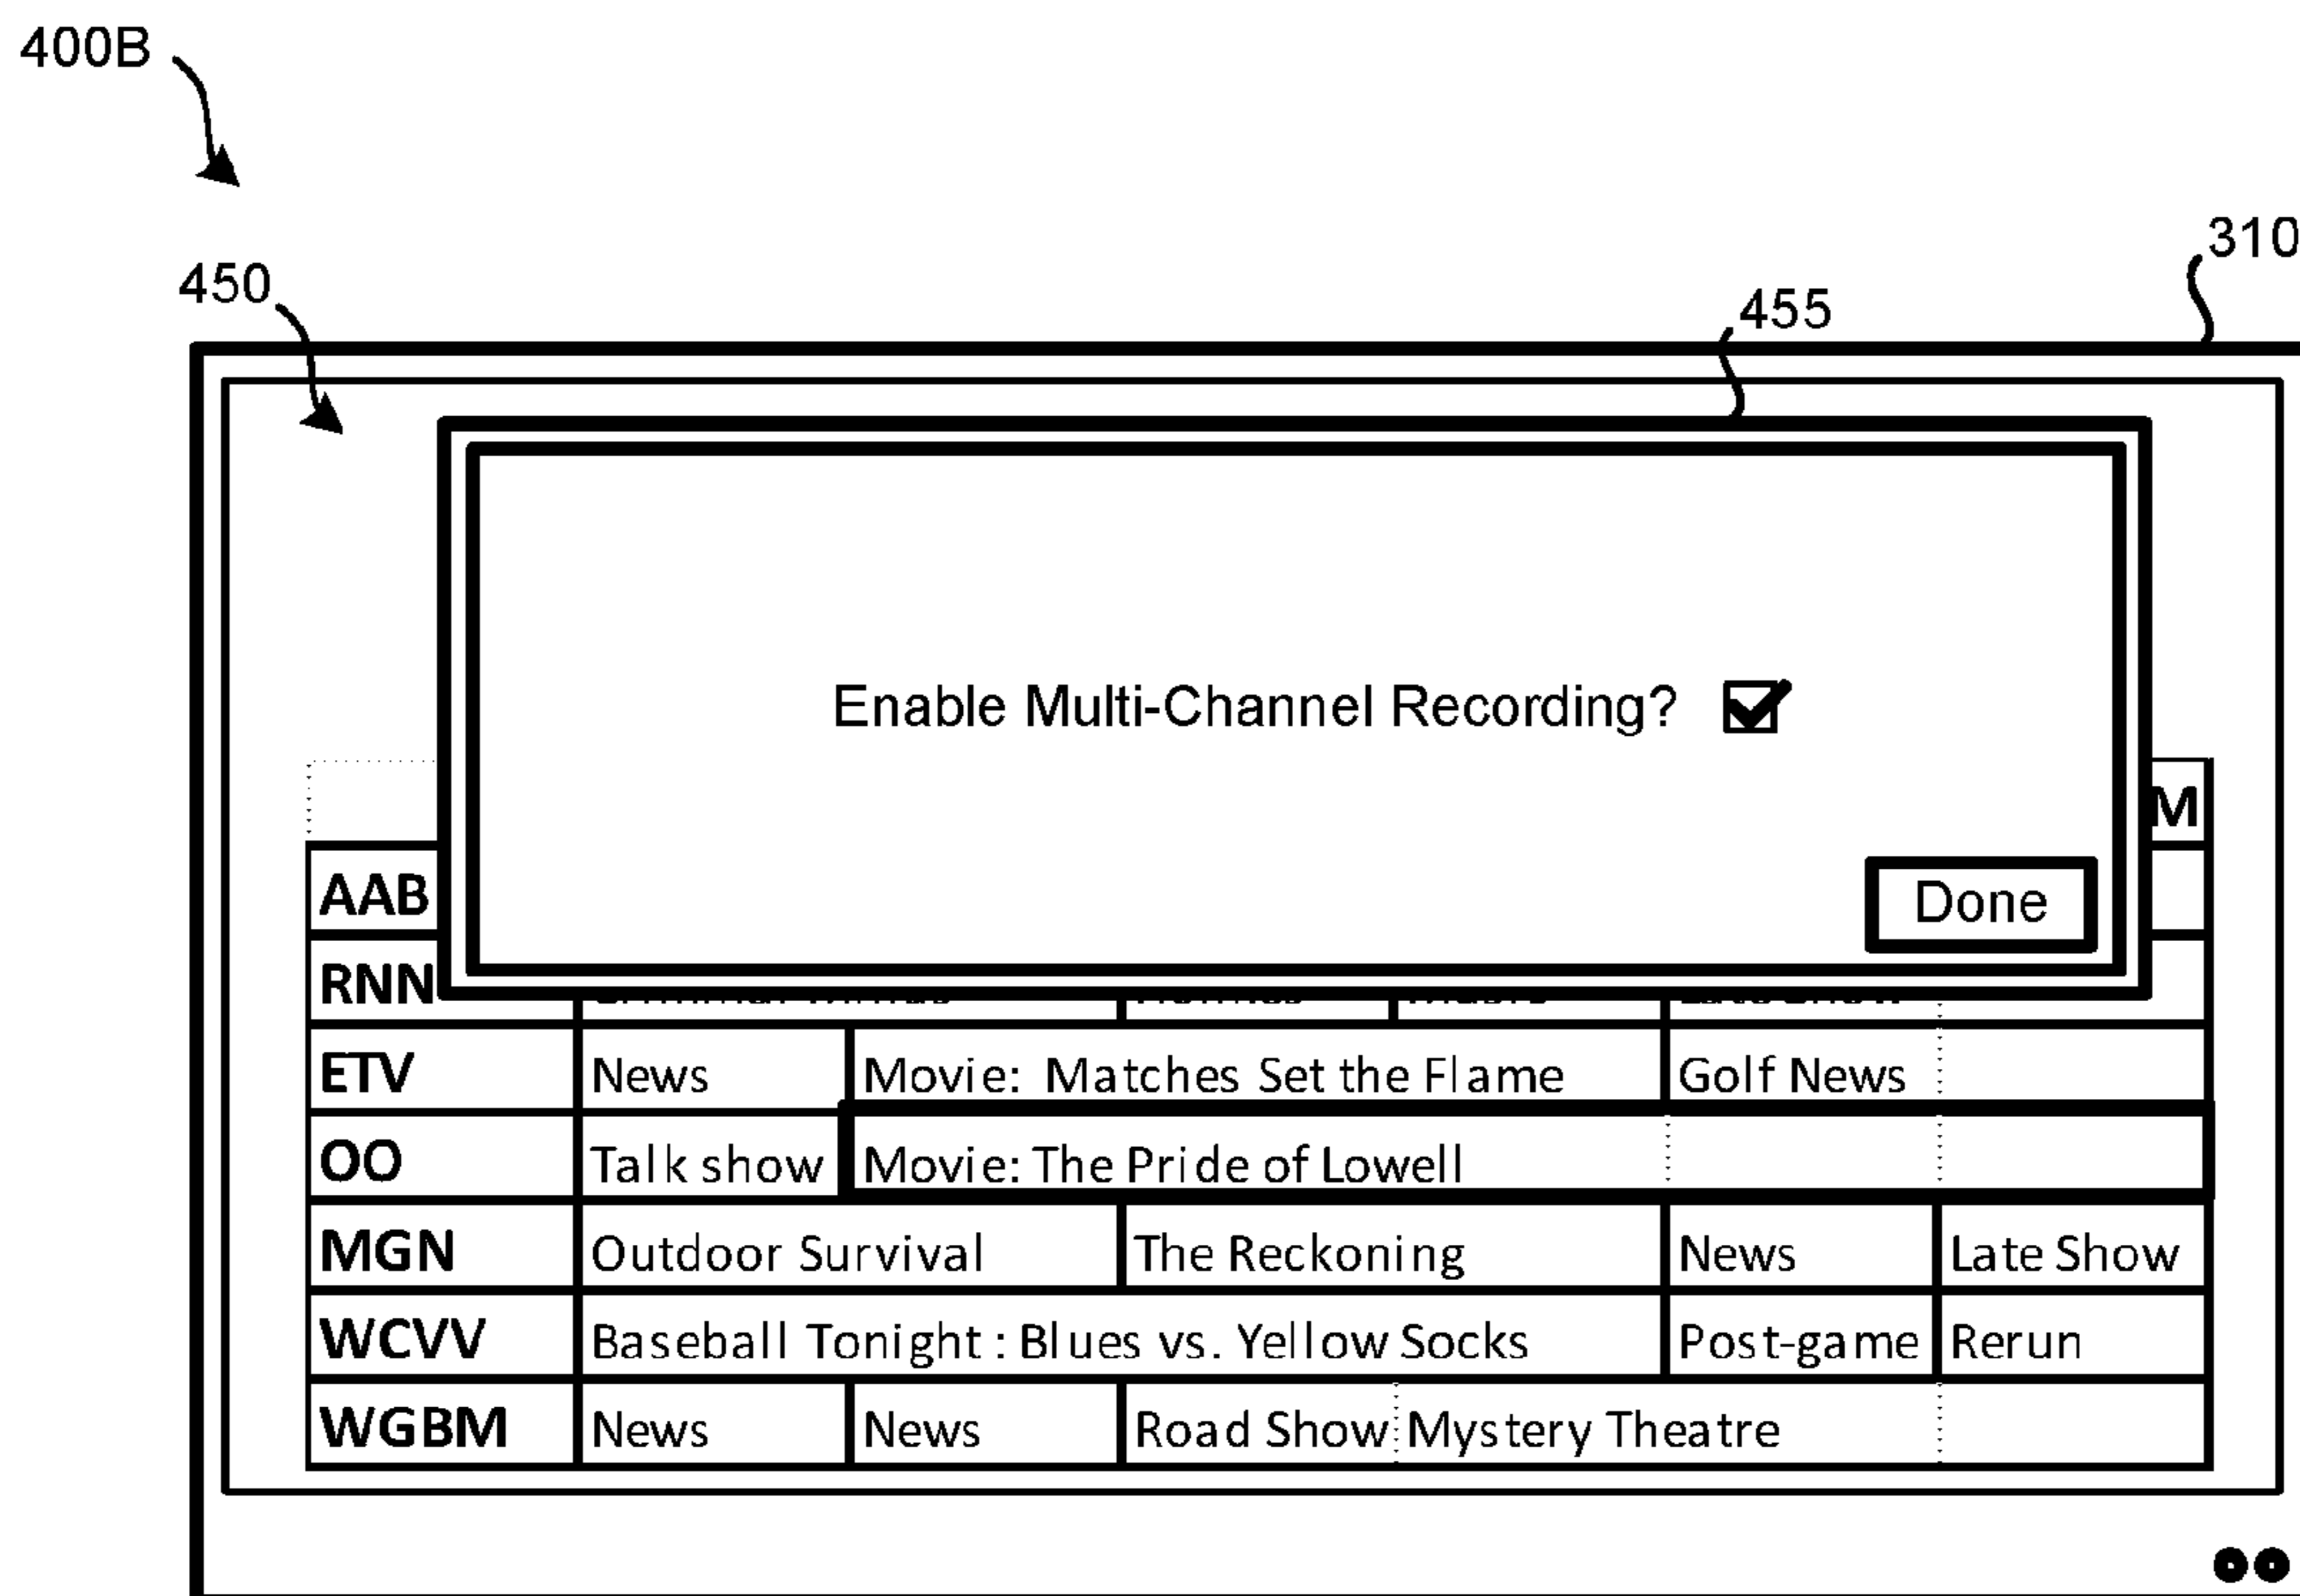 400B
310
450
455
Enable Multi-Channel Recording? 
M
AAB
Done
RNN
ETV News Movie: Matches Set the Flame Golf News
OO Talk show Movie: The Pride of Lowell
MGN Outdoor Survival The Reckoning News Late Show
WCVV Baseball Tonight : Blues vs. Yellow Socks Post-game Rerun
WGBM News News Road Show Mystery Theatre